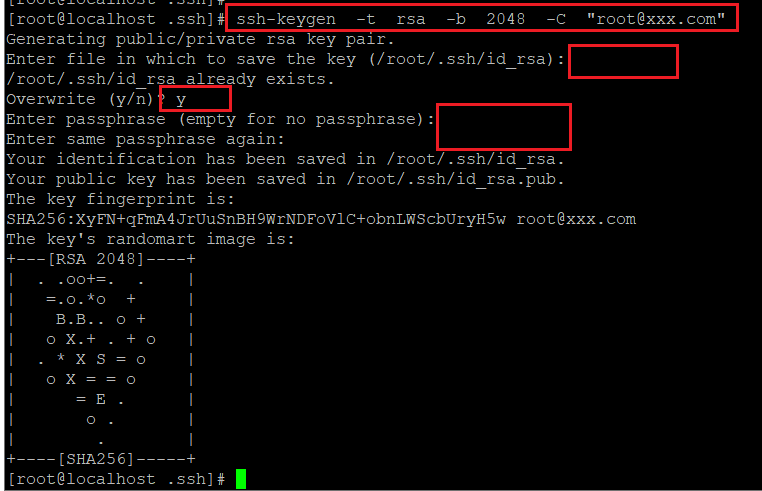 [root@localhost .ssh]#
[root@localhost .ssh]# ssh-keygen  -t  rsa  -b  2048  -C  "root@xxx.com"
Generating public/private rsa key pair.
Enter file in which to save the key (/root/.ssh/id_rsa):
/root/.ssh/id_rsa already exists.
Overwrite (y/n)? y
Enter passphrase (empty for no passphrase):
Enter same passphrase again:
Your identification has been saved in /root/.ssh/id_rsa.
Your public key has been saved in /root/.ssh/id_rsa.pub.
The key fingerprint is:
SHA256:XyFN+qFmA4JrUuSnBH9WrNDFoVlC+obnLWScbUryH5w root@xxx.com
The key's randomart image is:
+---[RSA 2048]----+
|  . .oo+=.  .    |
|   =.o.*o  +     |
|    B.B.. o +    |
|   o X.+ . + o   |
|  . * X S = o    |
|   o X = = o     |
|      = E .      |
|       o .       |
|        .        |
+----[SHA256]-----+
[root@localhost .ssh]#